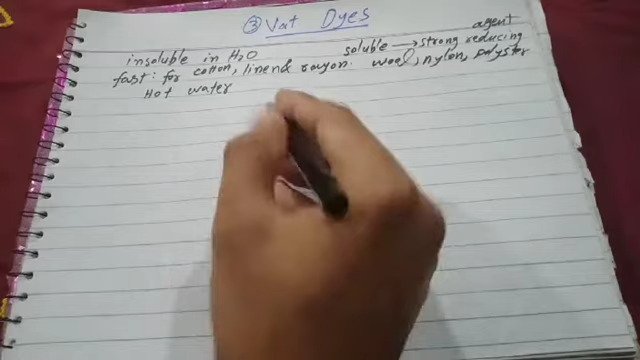 ③ Vat Dyes
insoluble in H₂O soluble → strong reducing agent
fast: for cotton, linen & rayon. wool, nylon, polyster
Hot water